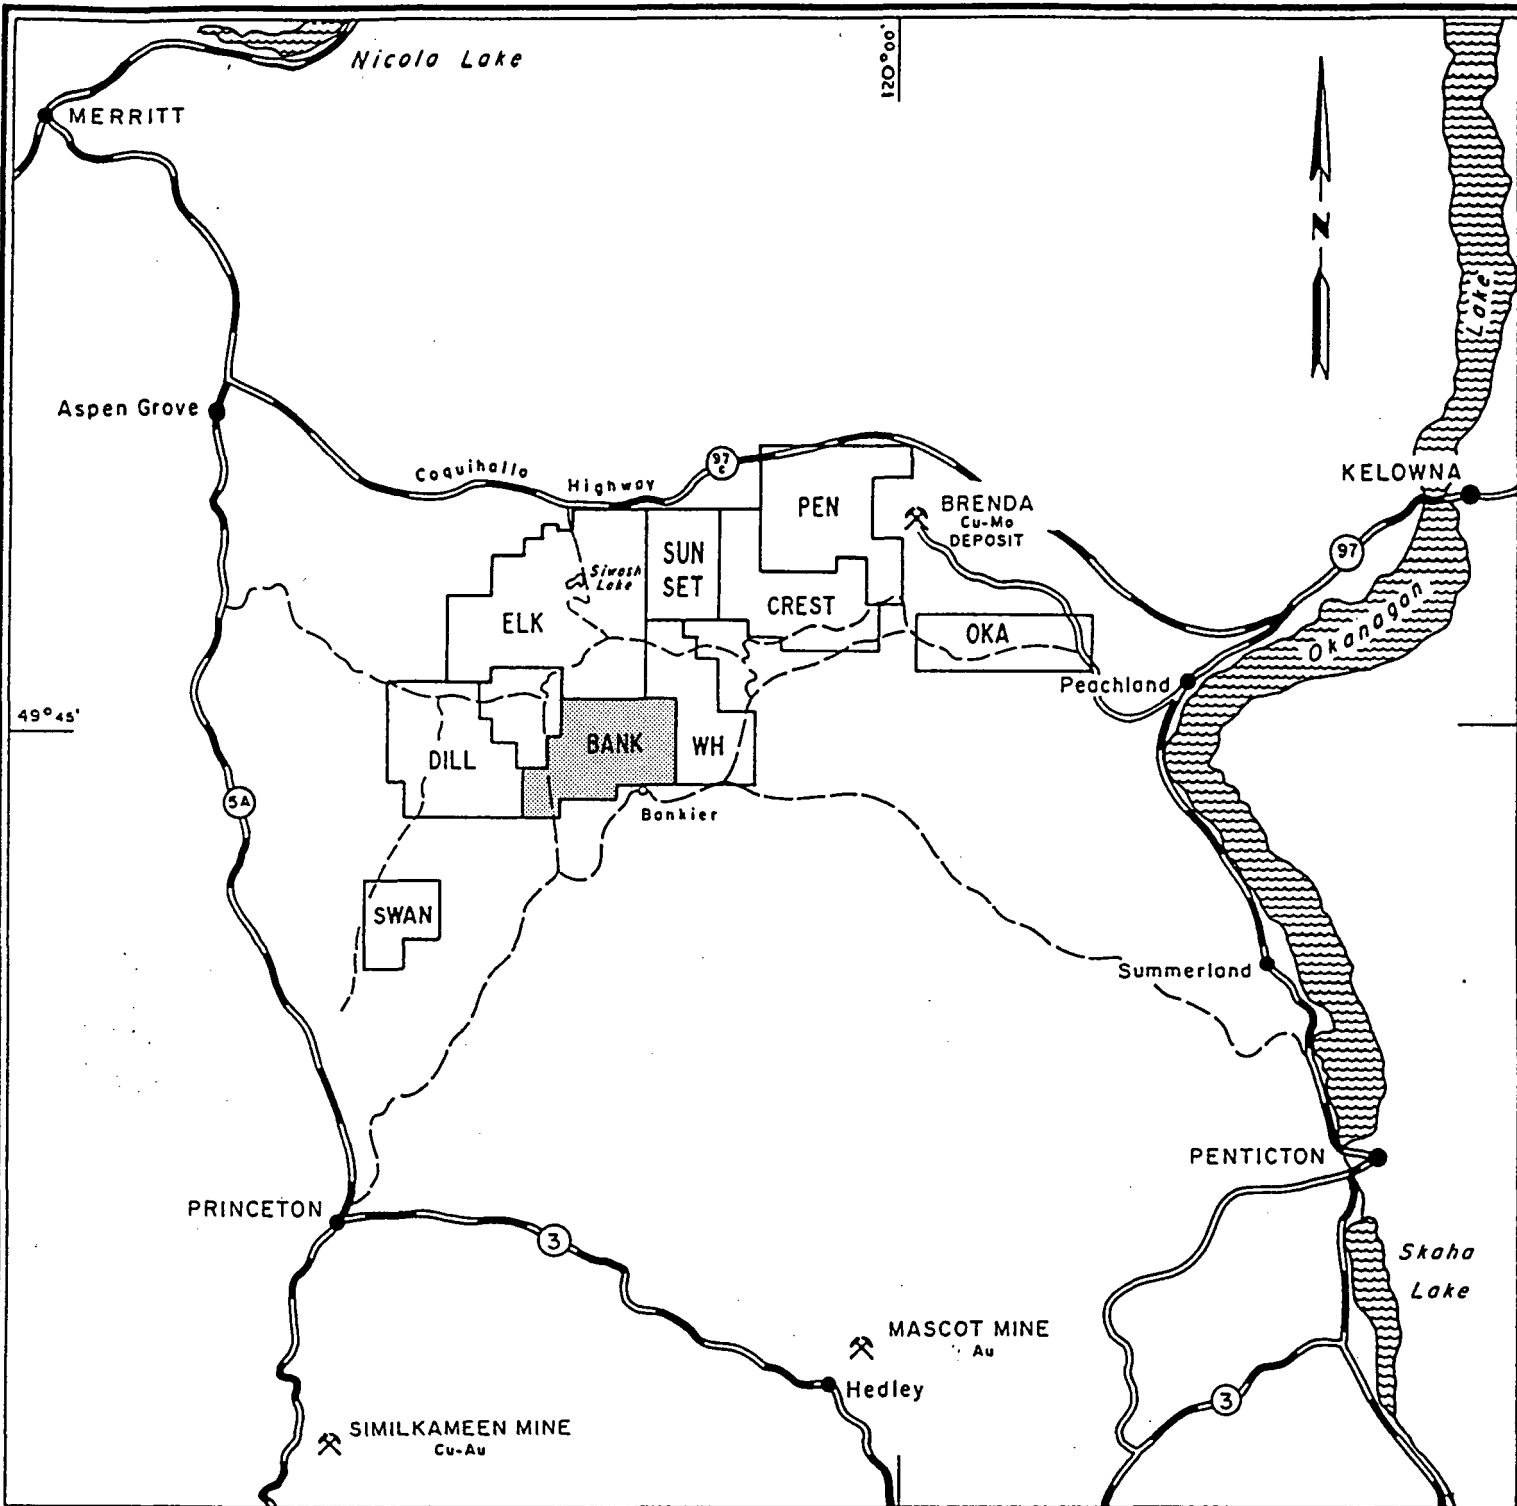 Nicola Lake
120°00'
MERRITT
N
Lake
Aspen Grove
Coquihalla Highway
97
c
PEN
BRENDA
Cu-Mo
DEPOSIT
KELOWNA
97
SUN
SET
Siwash
Lake
CREST
ELK
OKA
Okanagan
Peachland
49°45'
BANK
WH
DILL
5A
Bankier
SWAN
Summerland
PENTICTON
PRINCETON
3
Skaha
Lake
MASCOT MINE
Au
Hedley
3
SIMILKAMEEN MINE
Cu-Au